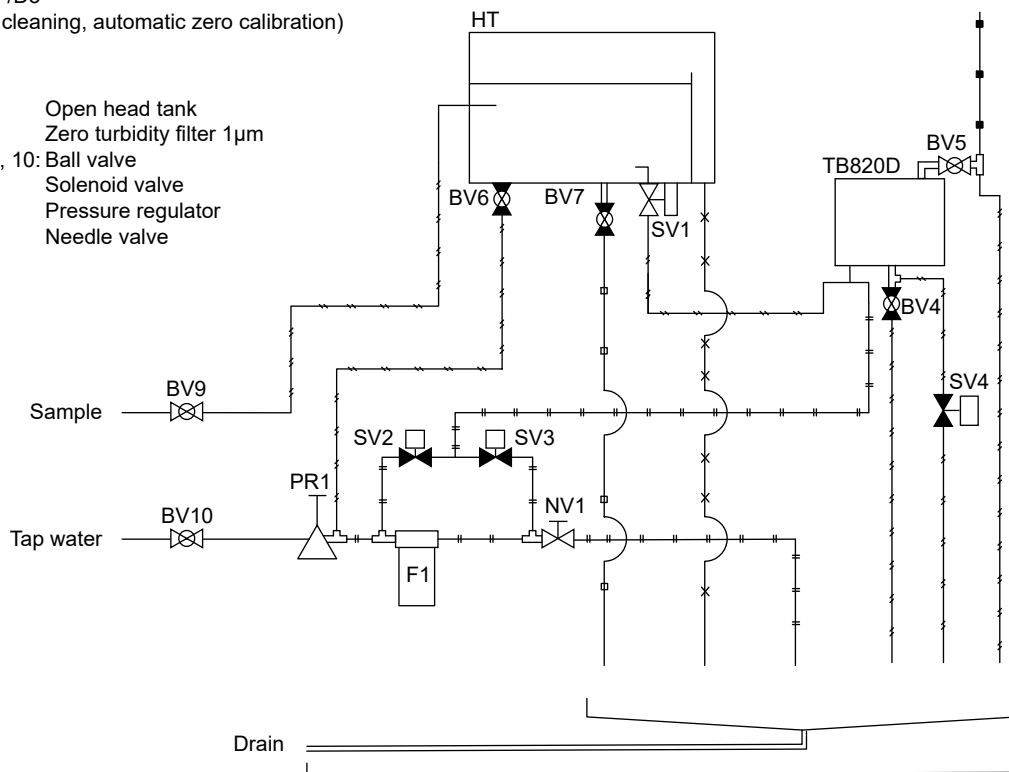 /B6
cleaning, automatic zero calibration)
HT
Open head tank
Zero turbidity filter 1µm
, 10: Ball valve
Solenoid valve
Pressure regulator
Needle valve
BV5
TB820D
BV6
BV7
SV1
BV4
BV9
Sample
SV4
SV2
SV3
PR1
NV1
BV10
Tap water
F1
Drain